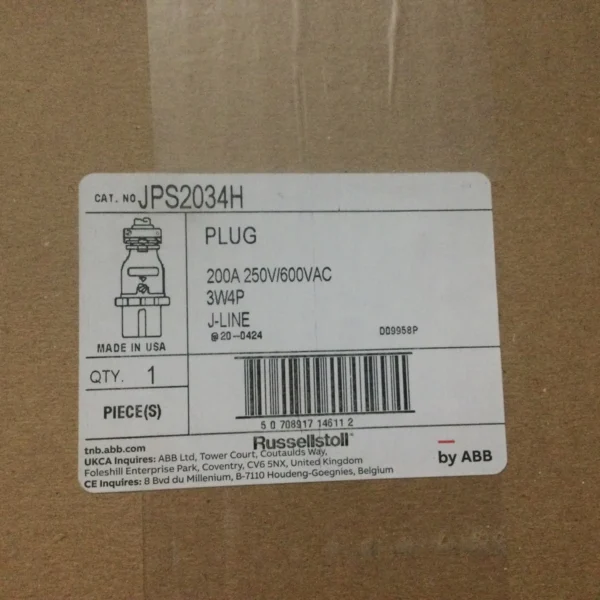 CAT. NO JPS2034H
PLUG
200A 250V/600VAC
3W4P
J-LINE
@ 20-0424 D09958P
MADE IN USA
QTY. 1
PIECE(S)
5 0 708917 14611 2
Russellstoll™
by ABB
tnb.abb.com
UKCA Inquires: ABB Ltd, Tower Court, Coutaulds Way,
Foleshill Enterprise Park, Coventry, CV6 5NX, United Kingdom
CE Inquires: 8 Bvd du Millenium, B-7110 Houdeng-Goegnies, Belgium